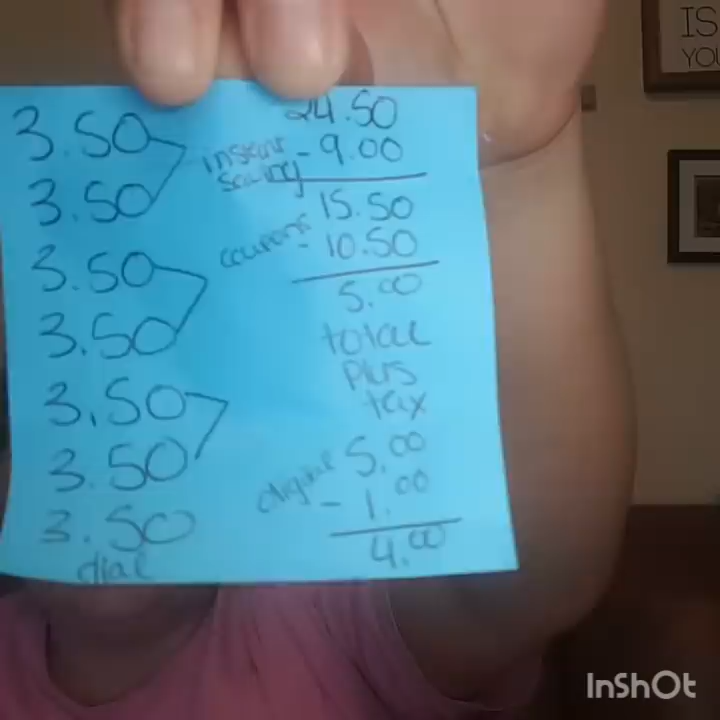 3.50
3.50
3.50
3.50
3.50
3.50
3.50
dial
24.50
instant saving - 9.00
15.50
coupons - 10.50
5.00
total
plus
tax
5.00
digital - 1.00
4.00
IS
YOU
InShOt